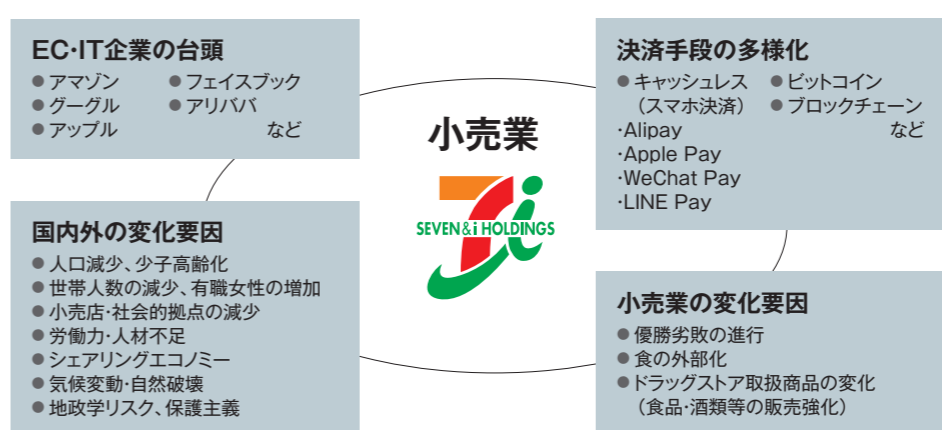 EC・IT企業の台頭
● アマゾン ● フェイスブック
● グーグル ● アリババ
● アップル など
決済手段の多様化
● キャッシュレス ● ビットコイン
（スマホ決済） ● ブロックチェーン
・Alipay など
・Apple Pay
・WeChat Pay
・LINE Pay
小売業
SEVEN&i HOLDINGS
国内外の変化要因
● 人口減少、少子高齢化
● 世帯人数の減少、有職女性の増加
● 小売店・社会的拠点の減少
● 労働力・人材不足
● シェアリングエコノミー
● 気候変動・自然破壊
● 地政学リスク、保護主義
小売業の変化要因
● 優勝劣敗の進行
● 食の外部化
● ドラッグストア取扱商品の変化
（食品・酒類等の販売強化）